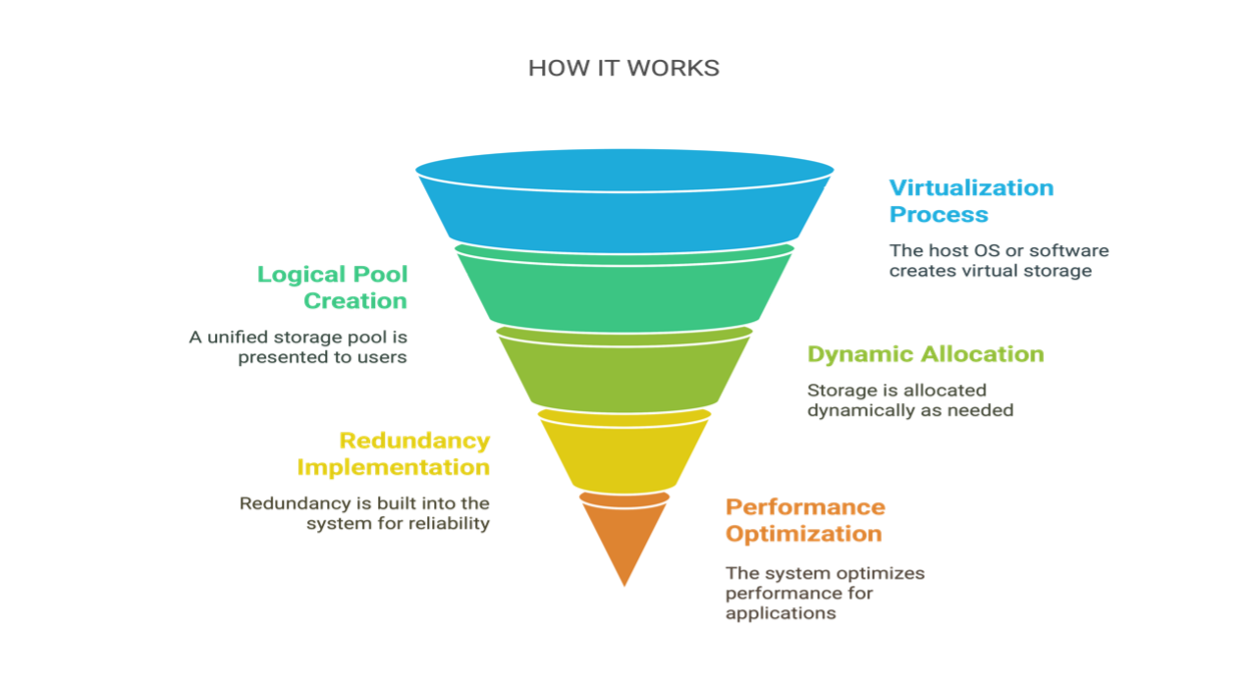 HOW IT WORKS
Virtualization
Process
The host OS or software
creates virtual storage
Logical Pool
Creation
A unified storage pool is
presented to users
Dynamic Allocation
Storage is allocated
dynamically as needed
Redundancy
Implementation
Redundancy is built into the
system for reliability
Performance
Optimization
The system optimizes
performance for
applications